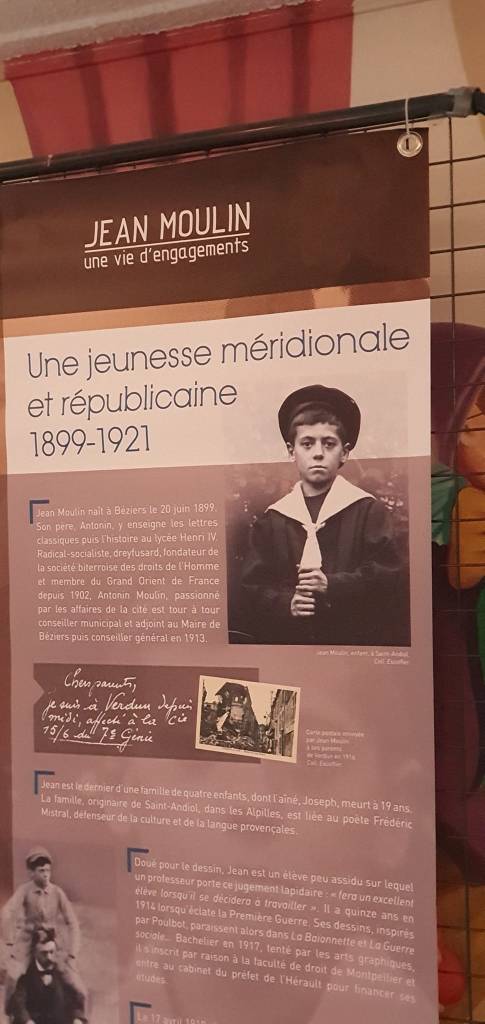 JEAN MOULIN
une vie d'engagements
Une jeunesse méridionale
et républicaine
1899-1921
Jean Moulin naît à Béziers le 20 juin 1899.
Son père, Antonin, y enseigne les lettres
classiques puis l'histoire au lycée Henri IV.
Radical-socialiste, dreyfusard, fondateur de
la société biterroise des droits de l'Homme
et membre du Grand Orient de France
depuis 1902, Antonin Moulin, passionné
par les affaires de la cité est tour à tour
conseiller municipal et adjoint au Maire de
Béziers puis conseiller général en 1913.
Jean Moulin, enfant, à Saint-Andiol.
Coll. Escoffier.
Chers parents,
je suis à Verdun depuis
midi, affecté à la Cie
15/6 du 7e Génie
Carte postale envoyée
par Jean Moulin
à ses parents
de Verdun en 1914
Coll. Escoffier.
Jean est le dernier d'une famille de quatre enfants, dont l'aîné, Joseph, meurt à 19 ans.
La famille, originaire de Saint-Andiol, dans les Alpilles, est liée au poète Frédéric
Mistral, défenseur de la culture et de la langue provençales.
Doué pour le dessin, Jean est un élève peu assidu sur lequel
un professeur porte ce jugement lapidaire : « fera un excellent
élève lorsqu'il se décidera à travailler ». Il a quinze ans en
1914 lorsqu'éclate la Première Guerre. Ses dessins, inspirés
par Poulbot, paraissent alors dans La Baïonnette et La Guerre
sociale... Bachelier en 1917, tenté par les arts graphiques,
il s'inscrit par raison à la faculté de droit de Montpellier et
entre au cabinet du préfet de l'Hérault pour financer ses
études.
Le 17 avril